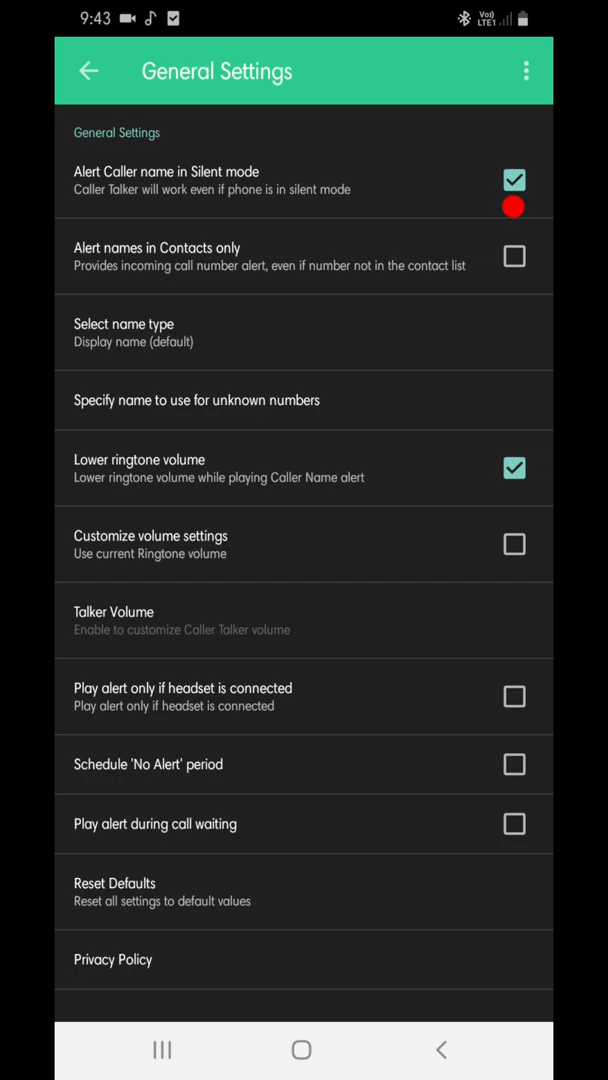 9:43
Vo)) LTE1
General Settings
General Settings
Alert Caller name in Silent mode
Caller Talker will work even if phone is in silent mode
Alert names in Contacts only
Provides incoming call number alert, even if number not in the contact list
Select name type
Display name (default)
Specify name to use for unknown numbers
Lower ringtone volume
Lower ringtone volume while playing Caller Name alert
Customize volume settings
Use current Ringtone volume
Talker Volume
Enable to customize Caller Talker volume
Play alert only if headset is connected
Play alert only if headset is connected
Schedule 'No Alert' period
Play alert during call waiting
Reset Defaults
Reset all settings to default values
Privacy Policy